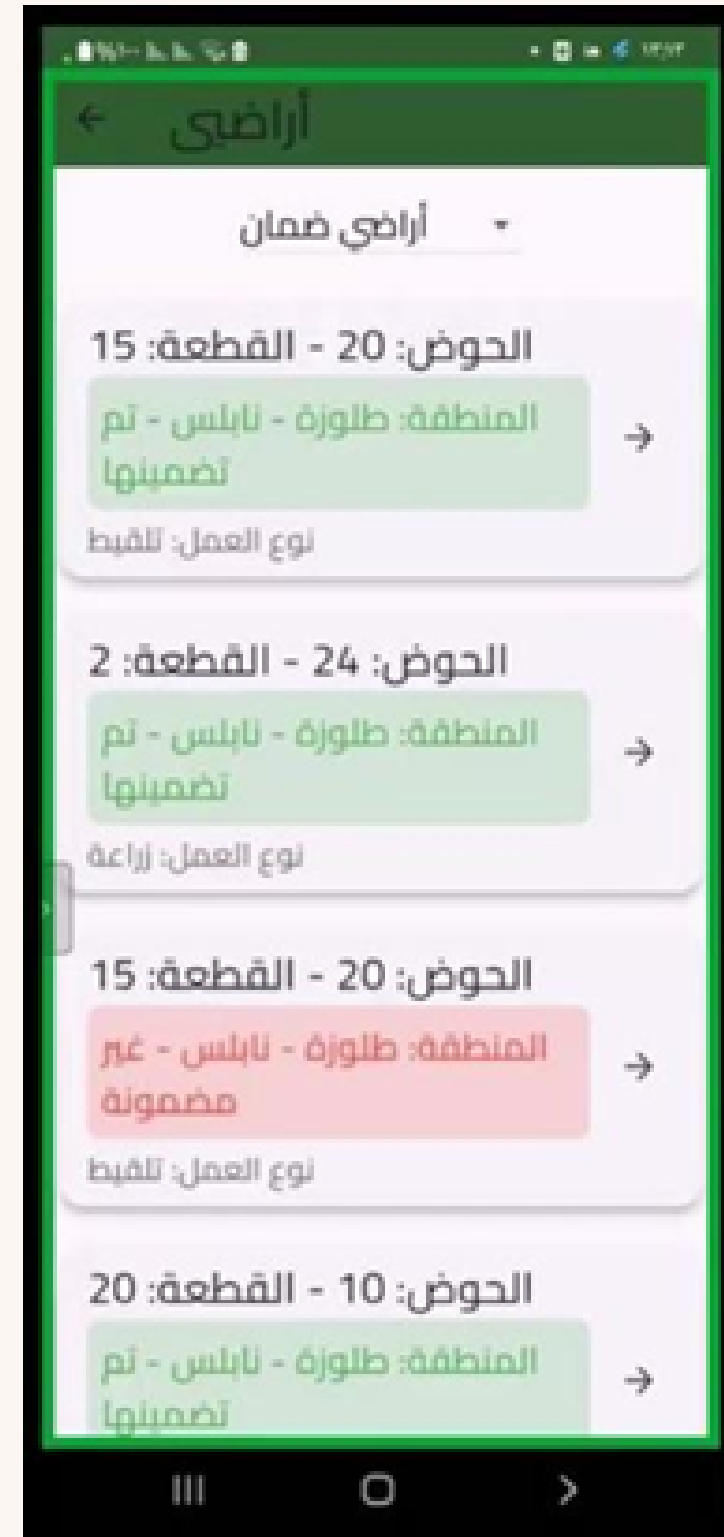 أراضيي
أراضي ضمان
الحوض: 20 - القطعة: 15
المنطقة: طلوزة - نابلس - تم
تضمينها
نوع العمل: تلقيط
الحوض: 24 - القطعة: 2
المنطقة: طلوزة - نابلس - تم
تضمينها
نوع العمل: زراعة
الحوض: 20 - القطعة: 15
المنطقة: طلوزة - نابلس - غير
مضمونة
نوع العمل: تلقيط
الحوض: 10 - القطعة: 20
المنطقة: طلوزة - نابلس - تم
تضمينها